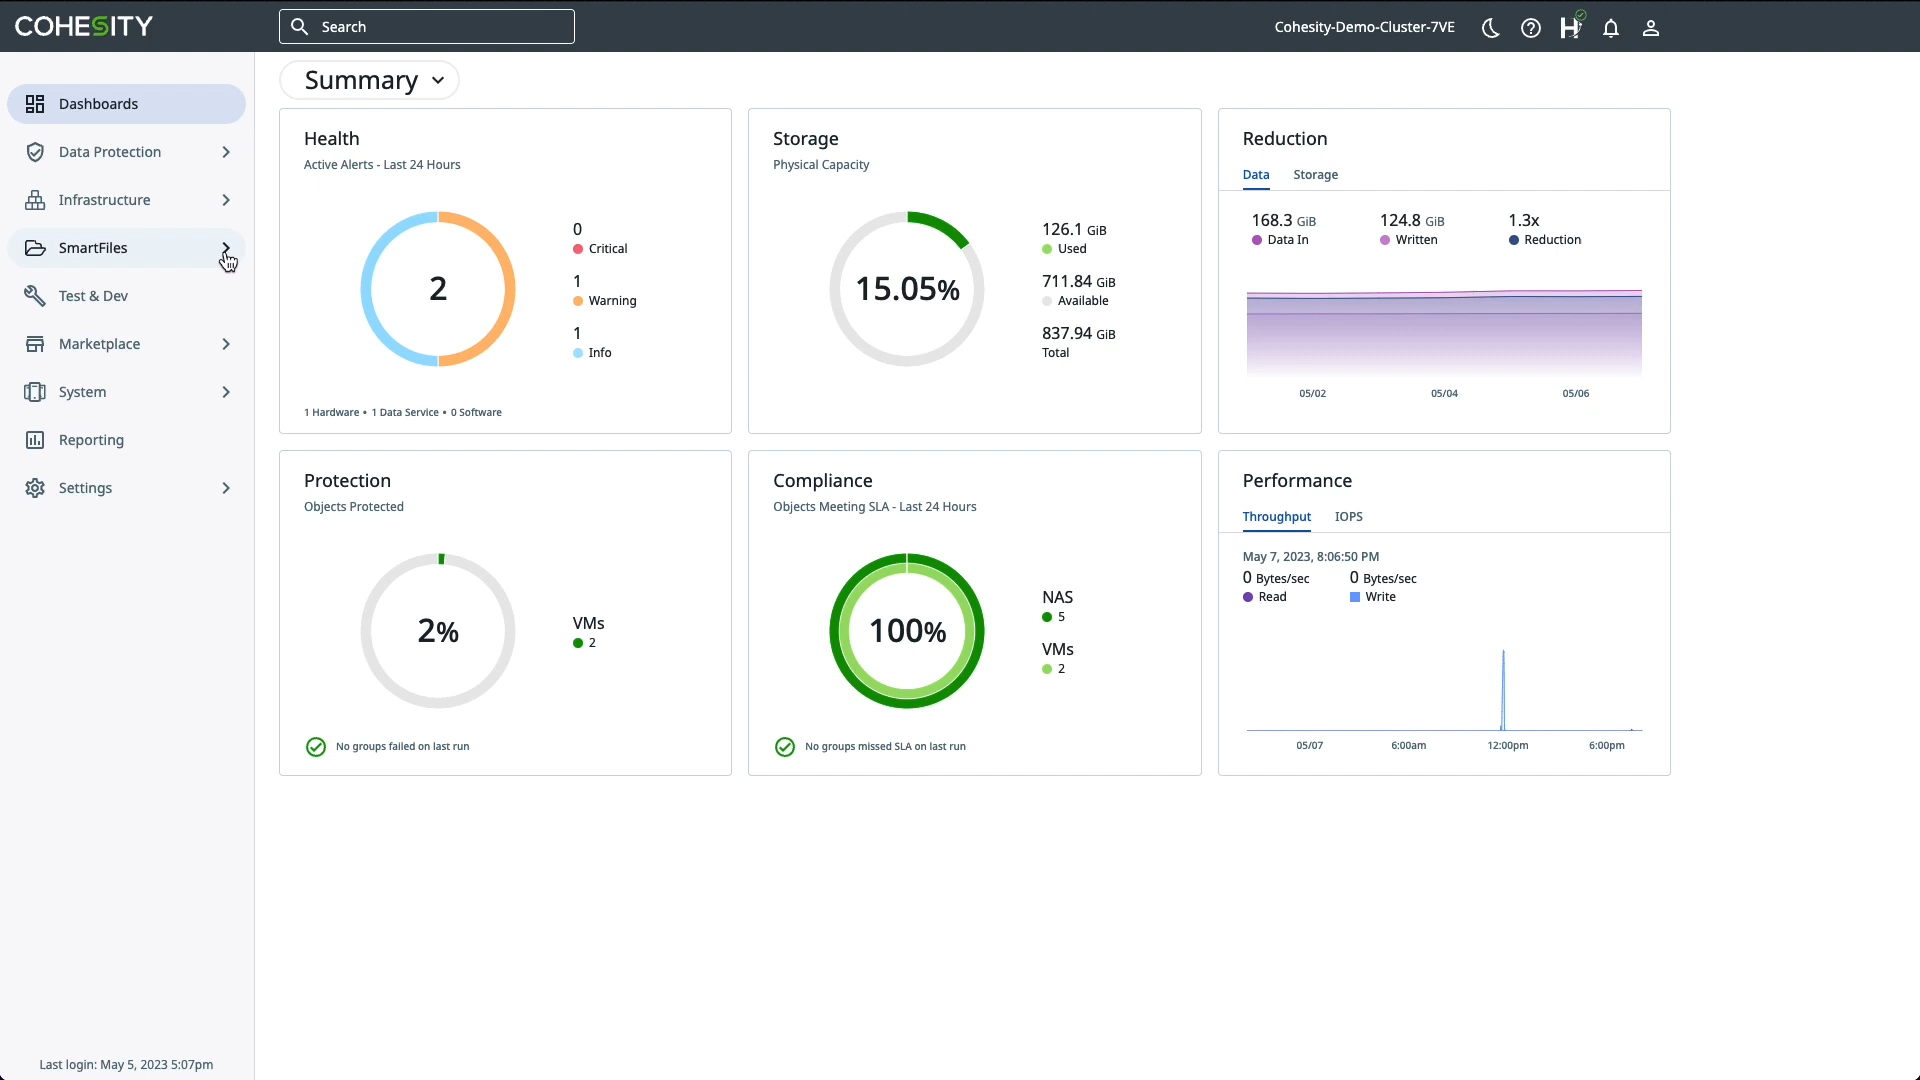 COHESITY
Search
Cohesity-Demo-Cluster-7VE
Dashboards
Data Protection
Infrastructure
SmartFiles
Test & Dev
Marketplace
System
Reporting
Settings
Last login: May 5, 2023 5:07pm
Summary
Health
Active Alerts - Last 24 Hours
2
0
Critical
1
Warning
1
Info
1 Hardware • 1 Data Service • 0 Software
Storage
Physical Capacity
15.05%
126.1 GiB
Used
711.84 GiB
Available
837.94 GiB
Total
Reduction
Data Storage
168.3 GiB 124.8 GiB 1.3x
Data In Written Reduction
05/02 05/04 05/06
Protection
Objects Protected
2%
VMs
2
No groups failed on last run
Compliance
Objects Meeting SLA - Last 24 Hours
100%
NAS
5
VMs
2
No groups missed SLA on last run
Performance
Throughput IOPS
May 7, 2023, 8:06:50 PM
0 Bytes/sec 0 Bytes/sec
Read Write
05/07 6:00am 12:00pm 6:00pm